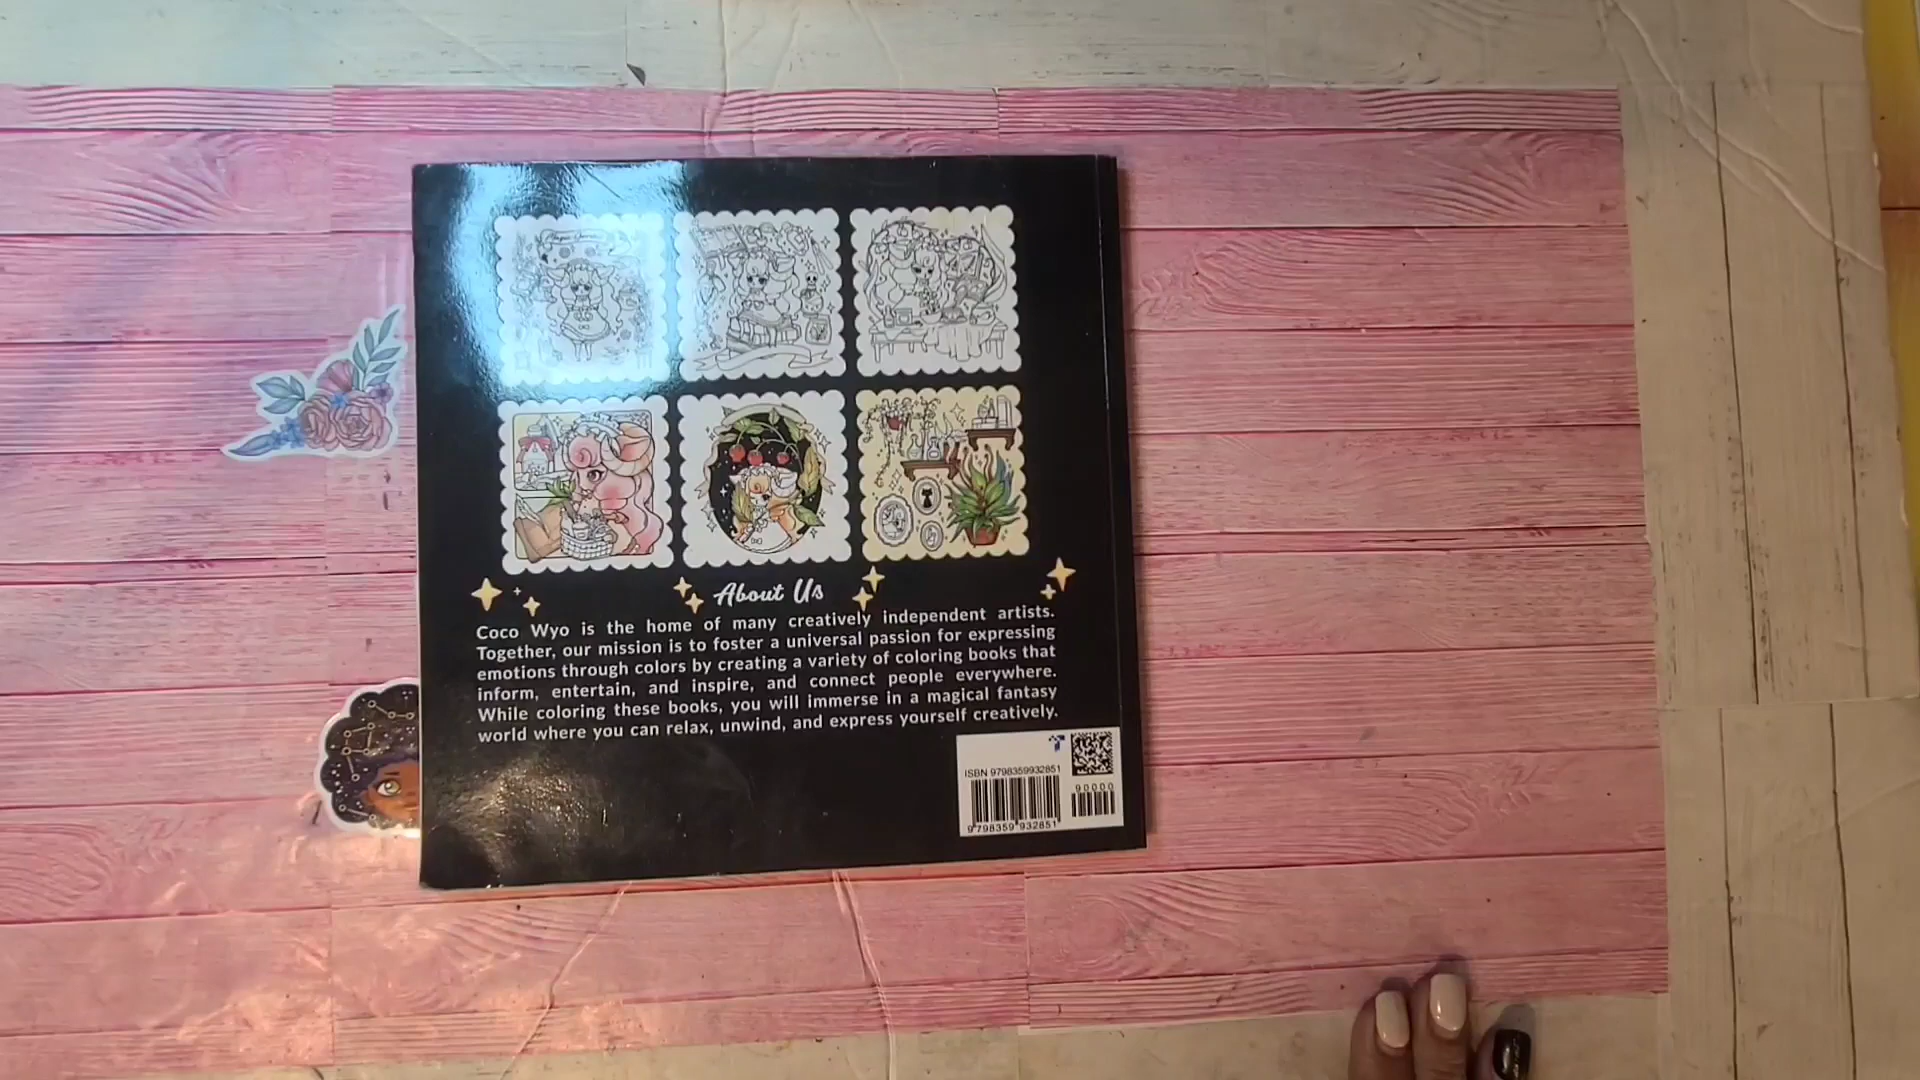 About Us
Coco Wyo is the home of many creatively independent artists.
Together, our mission is to foster a universal passion for expressing
emotions through colors by creating a variety of coloring books that
inform, entertain, and inspire, and connect people everywhere.
While coloring these books, you will immerse in a magical fantasy
world where you can relax, unwind, and express yourself creatively.
ISBN 9798359932851
90000
9 798359 932851